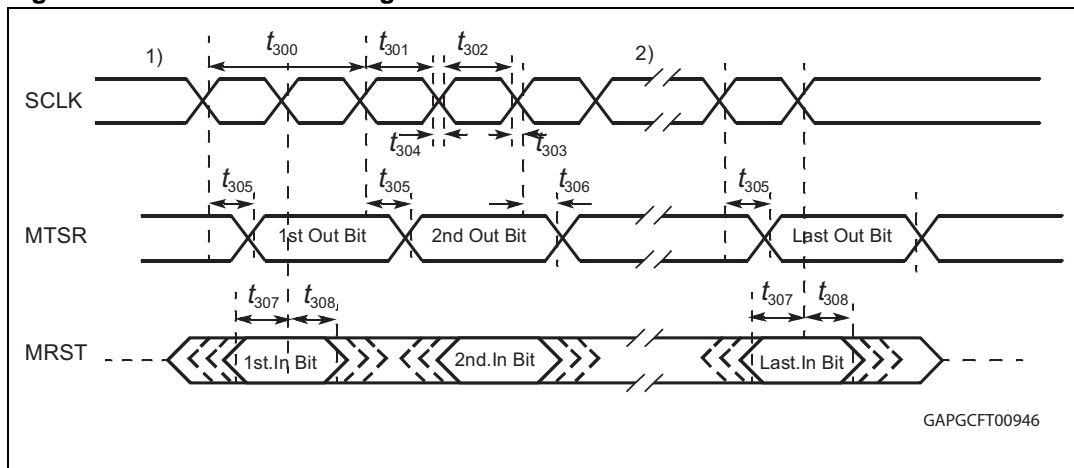 1)
t300
t301
t302
2)
SCLK
t304
t303
t305
t305
t306
t305
MTSR
1st Out Bit
2nd Out Bit
Last Out Bit
t307
t308
t307
t308
MRST
1st.In Bit
2nd.In Bit
Last.In Bit
GAPGCFT00946